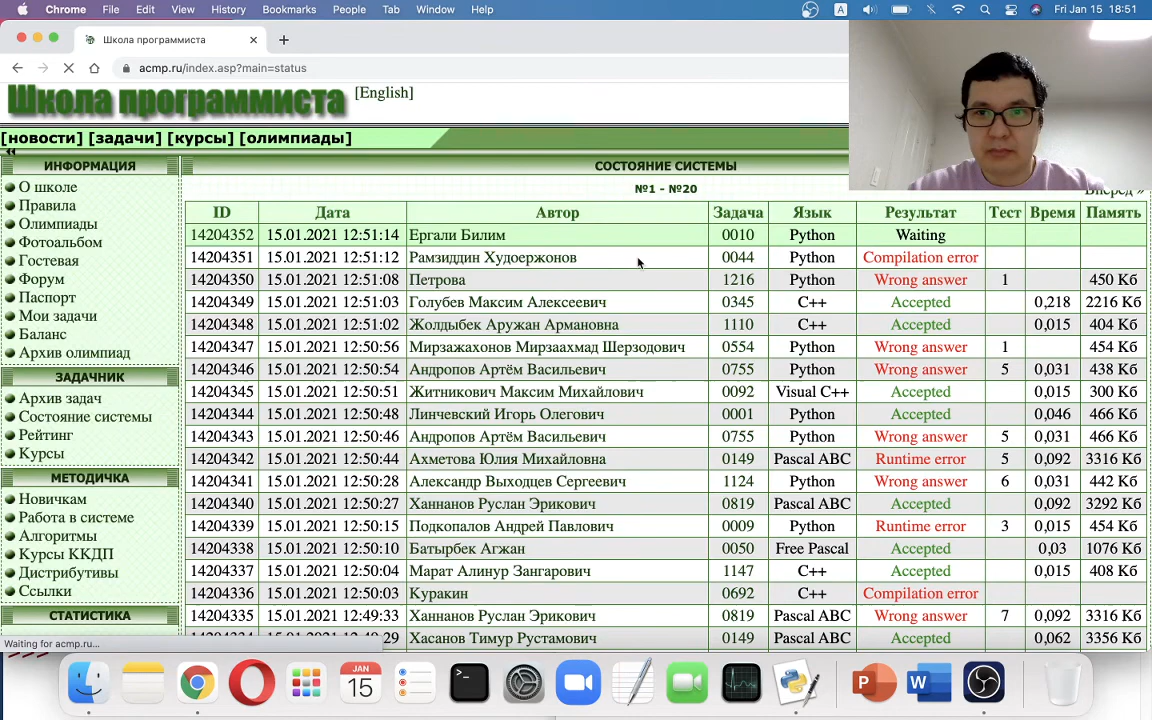 Chrome File Edit View History Bookmarks People Tab Window Help A Fri Jan 15 18:51
Школа программиста
acmp.ru/index.asp?main=status
Школа программиста [English]
[новости] [задачи] [курсы] [олимпиады]
ИНФОРМАЦИЯ
О школе
Правила
Олимпиады
Фотоальбом
Гостевая
Форум
Паспорт
Мои задачи
Баланс
Архив олимпиад
ЗАДАЧНИК
Архив задач
Состояние системы
Рейтинг
Курсы
МЕТОДИЧКА
Новичкам
Работа в системе
Алгоритмы
Курсы ККДП
Дистрибутивы
Ссылки
СТАТИСТИКА
СОСТОЯНИЕ СИСТЕМЫ
№1 - №20
Вперед »
ID Дата Автор Задача Язык Результат Тест Время Память
14204352 15.01.2021 12:51:14 Ергали Билим 0010 Python Waiting
14204351 15.01.2021 12:51:12 Рамзиддин Худоержонов 0044 Python Compilation error
14204350 15.01.2021 12:51:08 Петрова 1216 Python Wrong answer 1 450 Кб
14204349 15.01.2021 12:51:03 Голубев Максим Алексеевич 0345 C++ Accepted 0,218 2216 Кб
14204348 15.01.2021 12:51:02 Жолдыбек Аружан Армановна 1110 C++ Accepted 0,015 404 Кб
14204347 15.01.2021 12:50:56 Мирзажахонов Мирзаахмад Шерзодович 0554 Python Wrong answer 1 454 Кб
14204346 15.01.2021 12:50:54 Андропов Артём Васильевич 0755 Python Wrong answer 5 0,031 438 Кб
14204345 15.01.2021 12:50:51 Житникович Максим Михайлович 0092 Visual C++ Accepted 0,015 300 Кб
14204344 15.01.2021 12:50:48 Линчевский Игорь Олегович 0001 Python Accepted 0,046 466 Кб
14204343 15.01.2021 12:50:46 Андропов Артём Васильевич 0755 Python Wrong answer 5 0,031 466 Кб
14204342 15.01.2021 12:50:44 Ахметова Юлия Михайловна 0149 Pascal ABC Runtime error 5 0,092 3316 Кб
14204341 15.01.2021 12:50:28 Александр Выходцев Сергеевич 1124 Python Wrong answer 6 0,031 442 Кб
14204340 15.01.2021 12:50:27 Ханнанов Руслан Эрикович 0819 Pascal ABC Accepted 0,092 3292 Кб
14204339 15.01.2021 12:50:15 Подкопалов Андрей Павлович 0009 Python Runtime error 3 0,015 454 Кб
14204338 15.01.2021 12:50:10 Батырбек Агжан 0050 Free Pascal Accepted 0,03 1076 Кб
14204337 15.01.2021 12:50:04 Марат Алинур Зангарович 1147 C++ Accepted 0,015 408 Кб
14204336 15.01.2021 12:50:03 Куракин 0692 C++ Compilation error
14204335 15.01.2021 12:49:33 Ханнанов Руслан Эрикович 0819 Pascal ABC Wrong answer 7 0,092 3316 Кб
49:29 Хасанов Тимур Рустамович 0149 Pascal ABC Accepted 0,062 3356 Кб
Waiting for acmp.ru...
JAN
15
P W